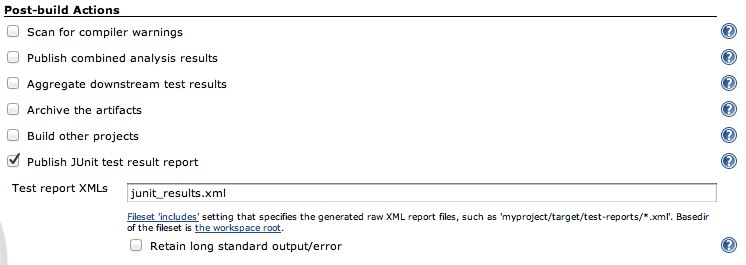 Post-build Actions
Scan for compiler warnings
Publish combined analysis results
Aggregate downstream test results
Archive the artifacts
Build other projects
Publish JUnit test result report
Test report XMLs junit_results.xml
Fileset 'includes' setting that specifies the generated raw XML report files, such as 'myproject/target/test-reports/*.xml'. Basedir
of the fileset is the workspace root.
Retain long standard output/error